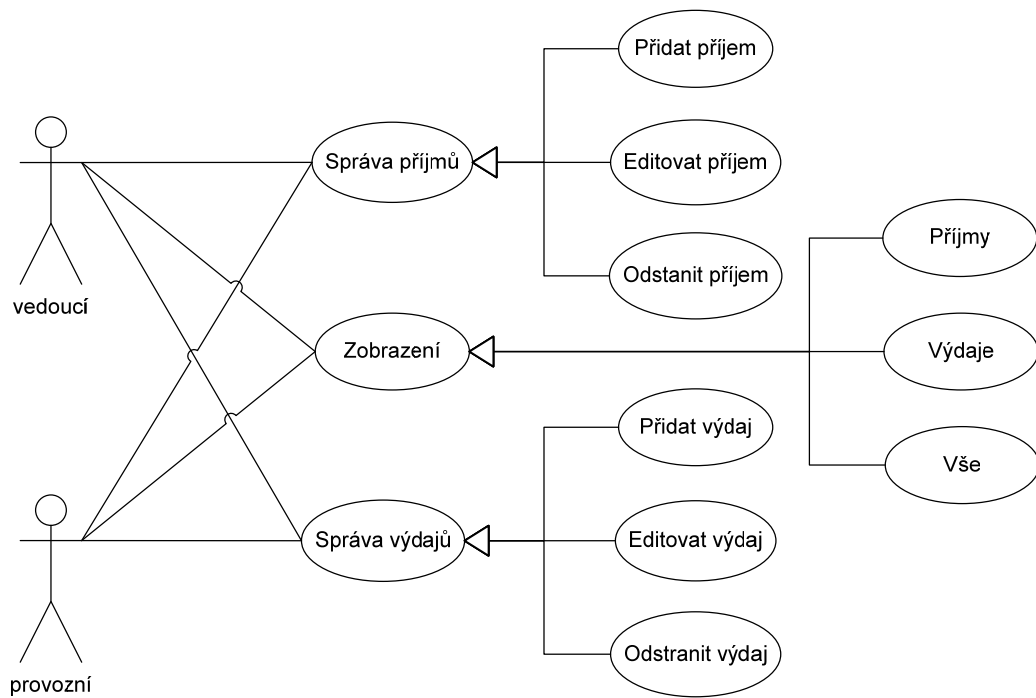 Přidat příjem
Správa příjmů
Editovat příjem
Příjmy
Odstanit příjem
vedoucí
Zobrazení
Výdaje
Přidat výdaj
Vše
Správa výdajů
Editovat výdaj
Odstranit výdaj
provozní